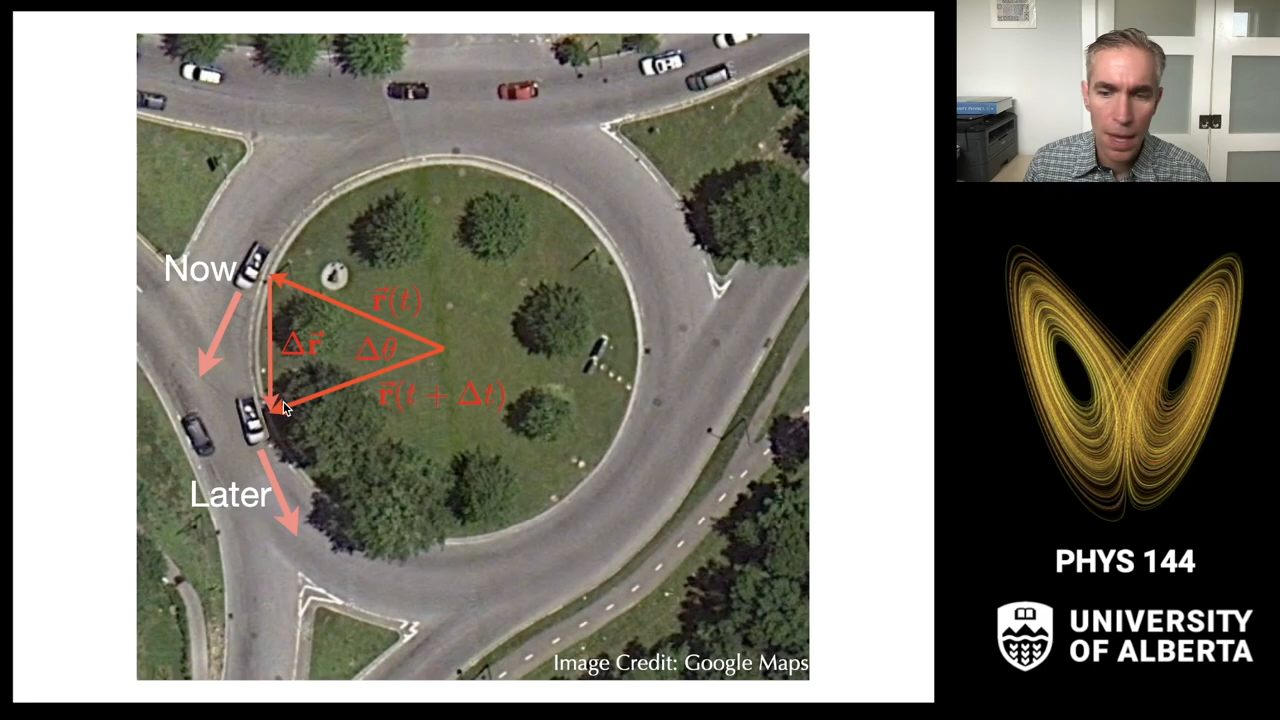 Now
r⃗(t)
Δr⃗
Δθ
r⃗(t + Δt)
Later
Image Credit: Google Maps
PHYS 144
UNIVERSITY
OF ALBERTA